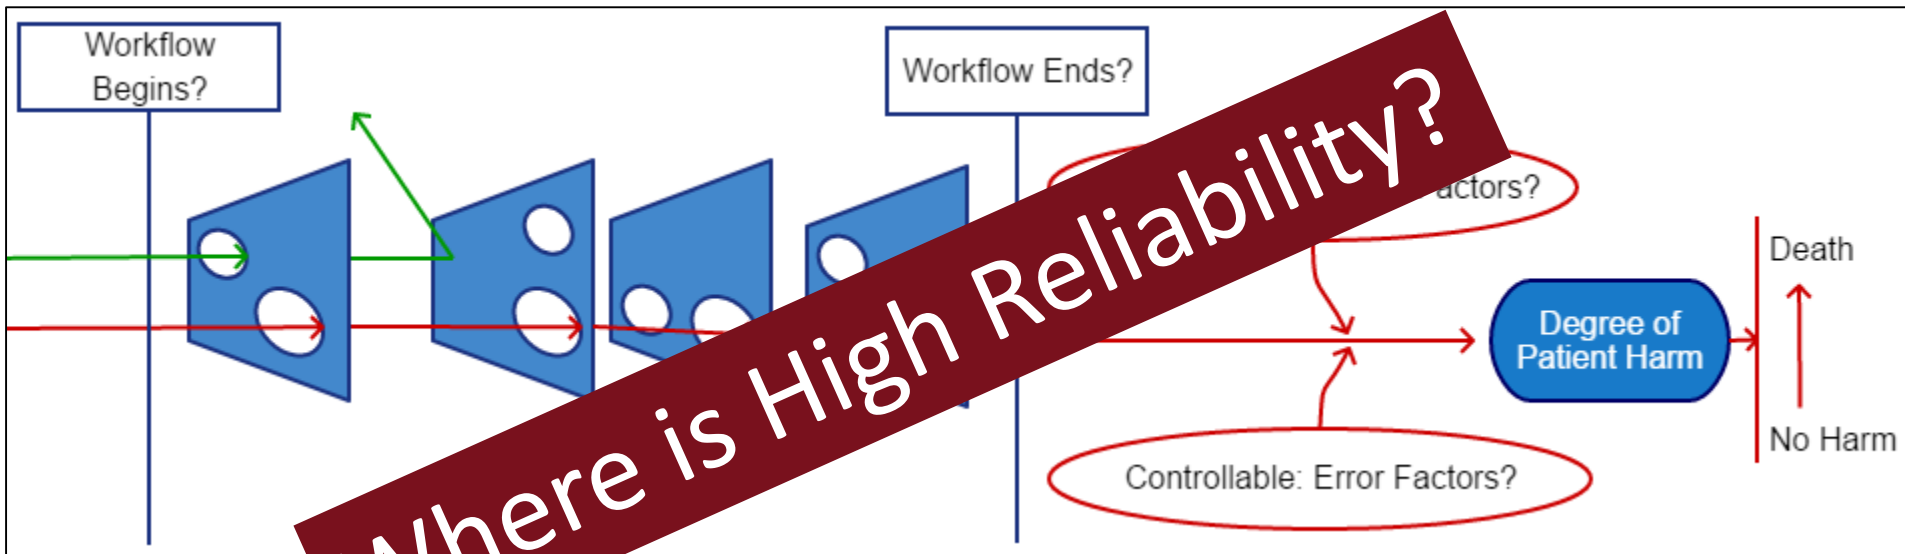 Workflow
Begins?
Workflow Ends?
Where is High Reliability?
actors?
Death
Degree of
Patient Harm
No Harm
Controllable: Error Factors?